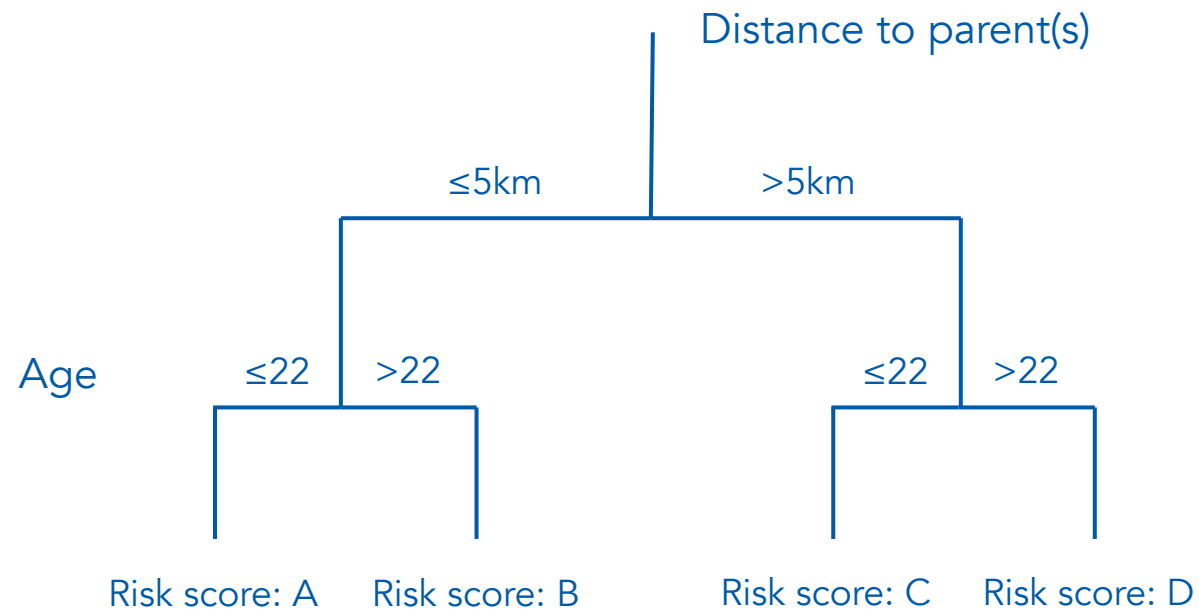 Distance to parent(s)
≤5km >5km
Age ≤22 >22 ≤22 >22
Risk score: A Risk score: B Risk score: C Risk score: D